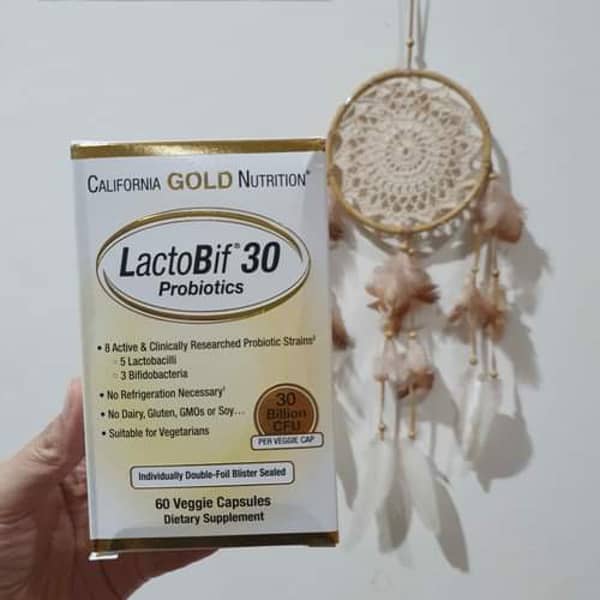 CALIFORNIA GOLD NUTRITION®
LactoBif® 30
Probiotics
• 8 Active & Clinically Researched Probiotic Strains‡
○ 5 Lactobacilli
○ 3 Bifidobacteria
• No Refrigeration Necessary†
• No Dairy, Gluten, GMOs or Soy...
• Suitable for Vegetarians
30
Billion
CFU
PER VEGGIE CAP
Individually Double-Foil Blister Sealed
60 Veggie Capsules
Dietary Supplement